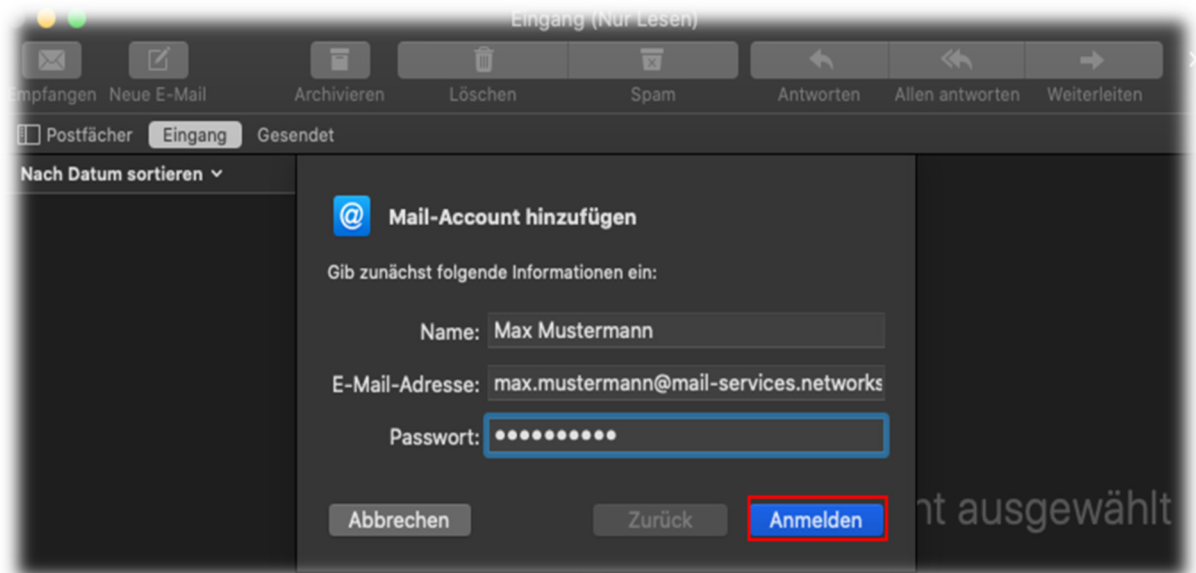 Eingang (Nur Lesen)
Empfangen Neue E-Mail Archivieren Löschen Spam Antworten Allen antworten Weiterleiten
Postfächer Eingang Gesendet
Nach Datum sortieren
@ Mail-Account hinzufügen
Gib zunächst folgende Informationen ein:
Name: Max Mustermann
E-Mail-Adresse: max.mustermann@mail-services.networks
Passwort: ••••••••••
Abbrechen Zurück Anmelden
ausgewählt